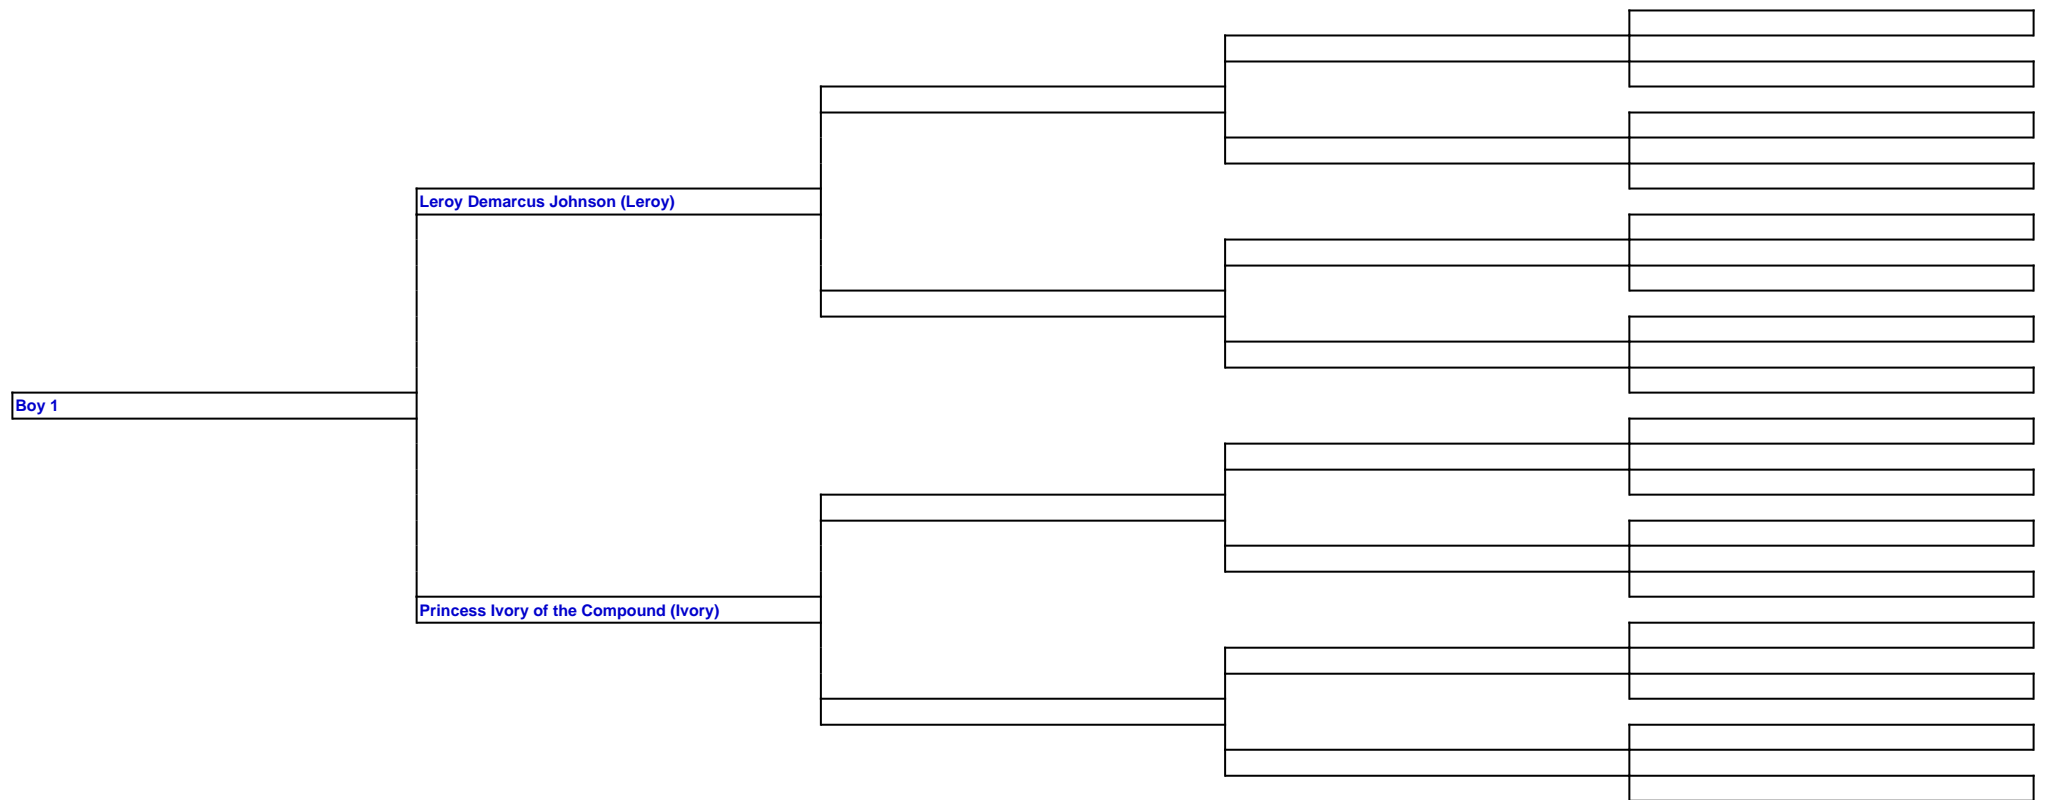 Leroy Demarcus Johnson (Leroy)
Boy 1
Princess Ivory of the Compound (Ivory)